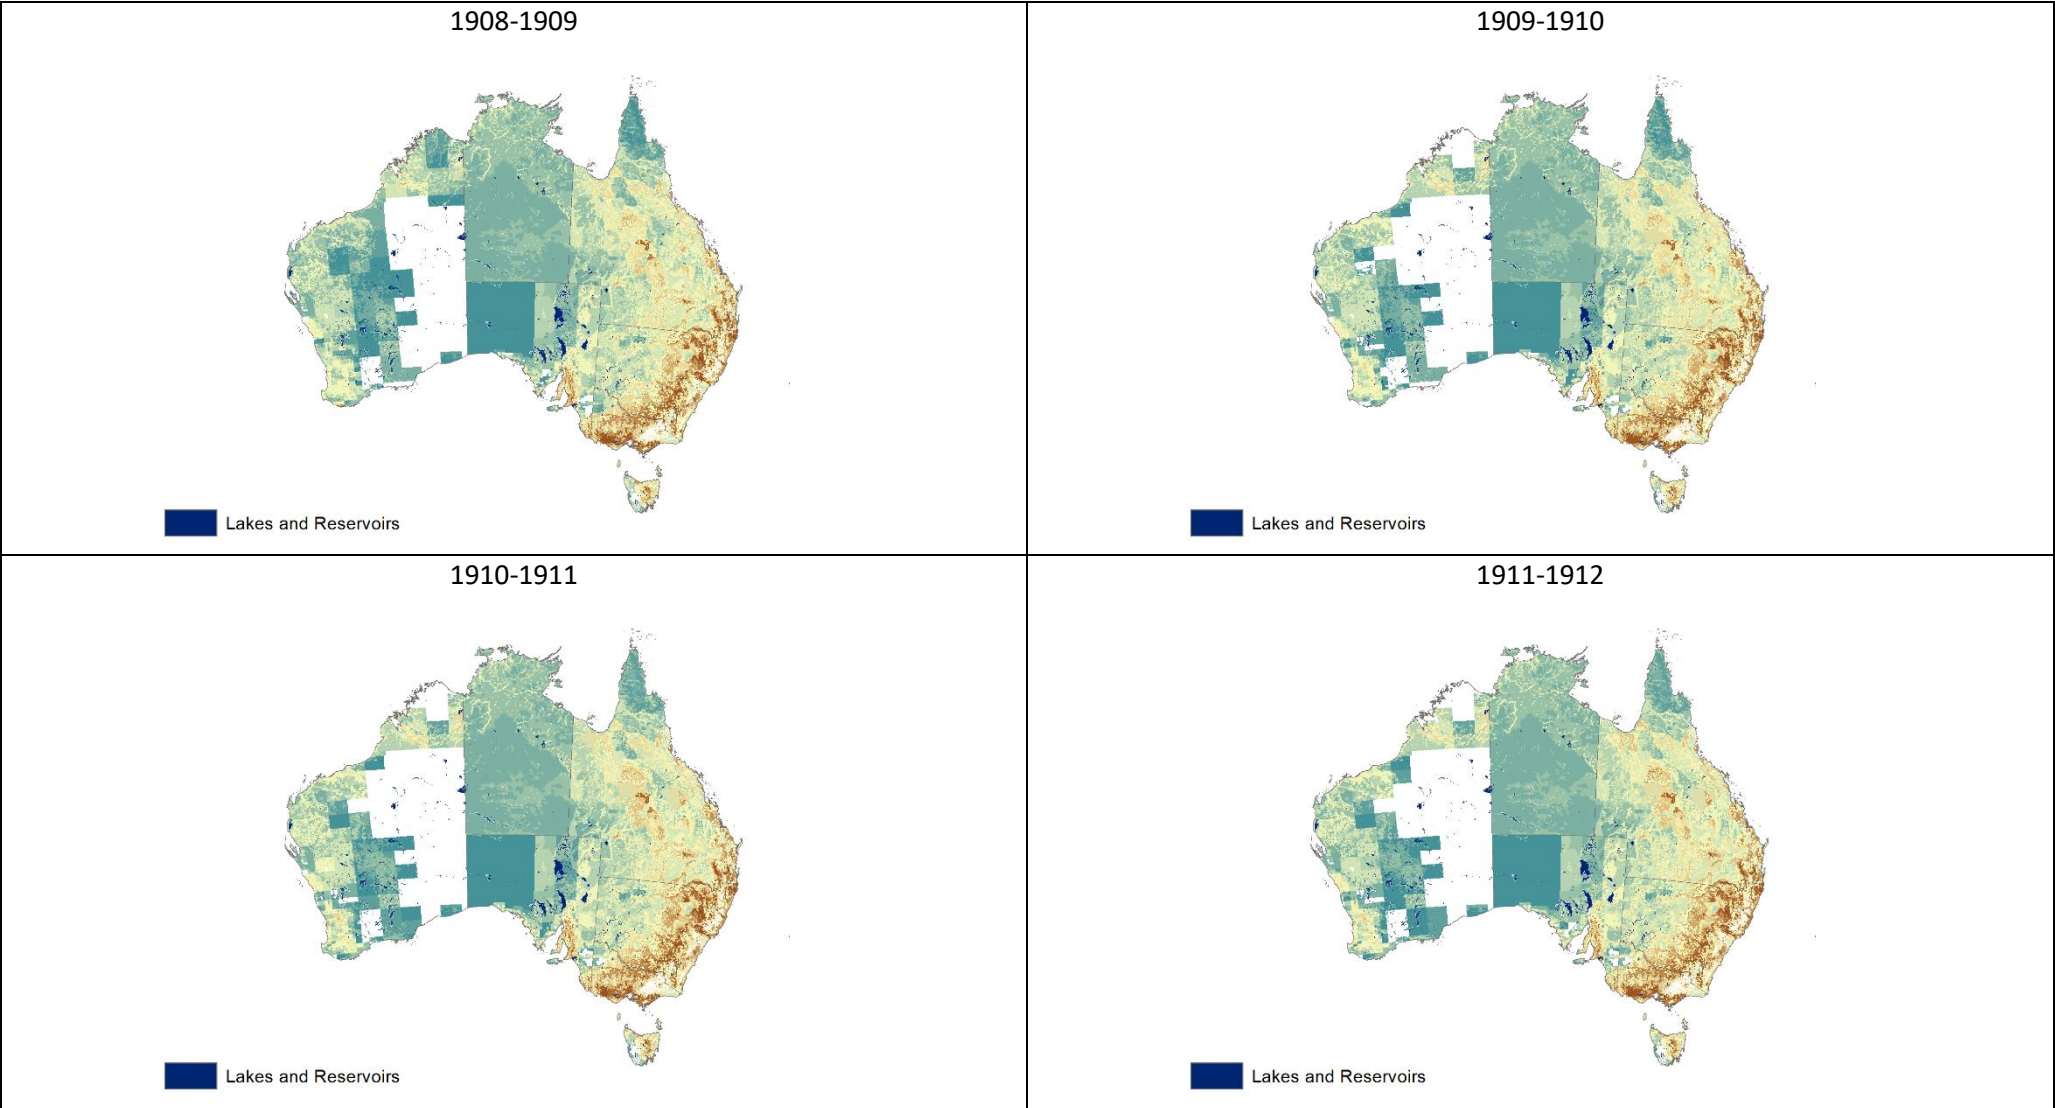 1908-1909
1909-1910
Lakes and Reservoirs
Lakes and Reservoirs
1910-1911
1911-1912
Lakes and Reservoirs
Lakes and Reservoirs